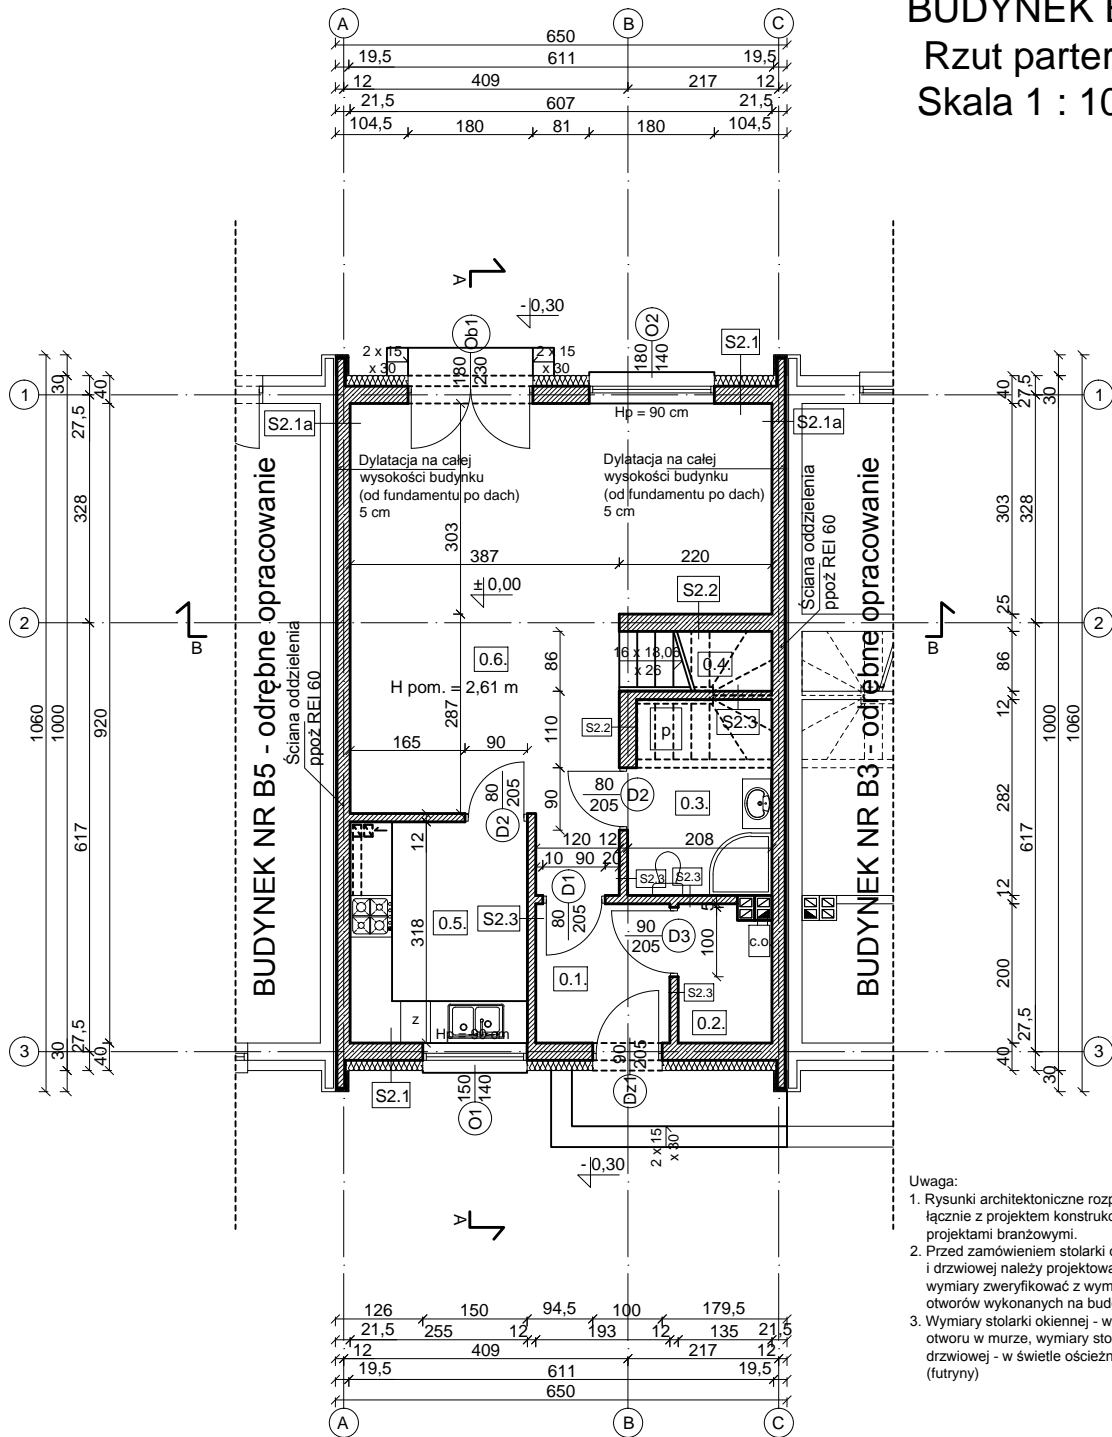 BUDYNEK
Rzut parter
Skala 1 : 10
A
B
C
650
19,5
611
19,5
12
409
217
12
21,5
607
21,5
104,5
180
81
180
104,5
A
- 0,30
Ob1
180
230
2 x 15
x 30
2 x 15
x 30
O2
180
140
S2.1
Hp = 90 cm
S2.1a
S2.1a
1
1
30
40
27,5
328
40
27,5
30
303
328
Dylatacja na całej
wysokości budynku
(od fundamentu po dach)
5 cm
Dylatacja na całej
wysokości budynku
(od fundamentu po dach)
5 cm
BUDYNEK NR B5 - odrębne opracowanie
BUDYNEK NR B3 - odrębne opracowanie
Ściana oddzielenia
ppoż REI 60
Ściana oddzielenia
ppoż REI 60
303
387
220
± 0,00
S2.2
25
2
2
B
B
86
16 x 18,06
x 26
0.4.
86
0.6.
H pom. = 2,61 m
287
165
90
110
S2.2
p
S2.3
12
1060
1000
920
617
1000
1060
282
617
80
205
D2
90
80
205
D2
0.3.
120
12
208
10
90
20
12
S2.3
S2.3
D1
80
205
S2.3
0.5.
318
5
90
205
D3
100
c.o
12
200
0.1.
S2.3
0.2.
z
Hp = 90 cm
90
205
Dz1
27,5
30
40
27,5
40
30
3
3
S2.1
150
140
O1
2 x 15
x 30
- 0,30
A
Uwaga:
1. Rysunki architektoniczne
łącznie z projektem
projektami branżowymi.
2. Przed zamówieniem stolarki
i drzwiowej należy
wymiary zweryfikować z
otworów wykonanych na
3. Wymiary stolarki okiennej - w
otworu w murze, wymiary
drzwiowej - w świetle
(futryny)
126
150
94,5
100
179,5
21,5
255
12
193
12
135
21,5
12
409
217
12
19,5
611
19,5
650
A
B
C